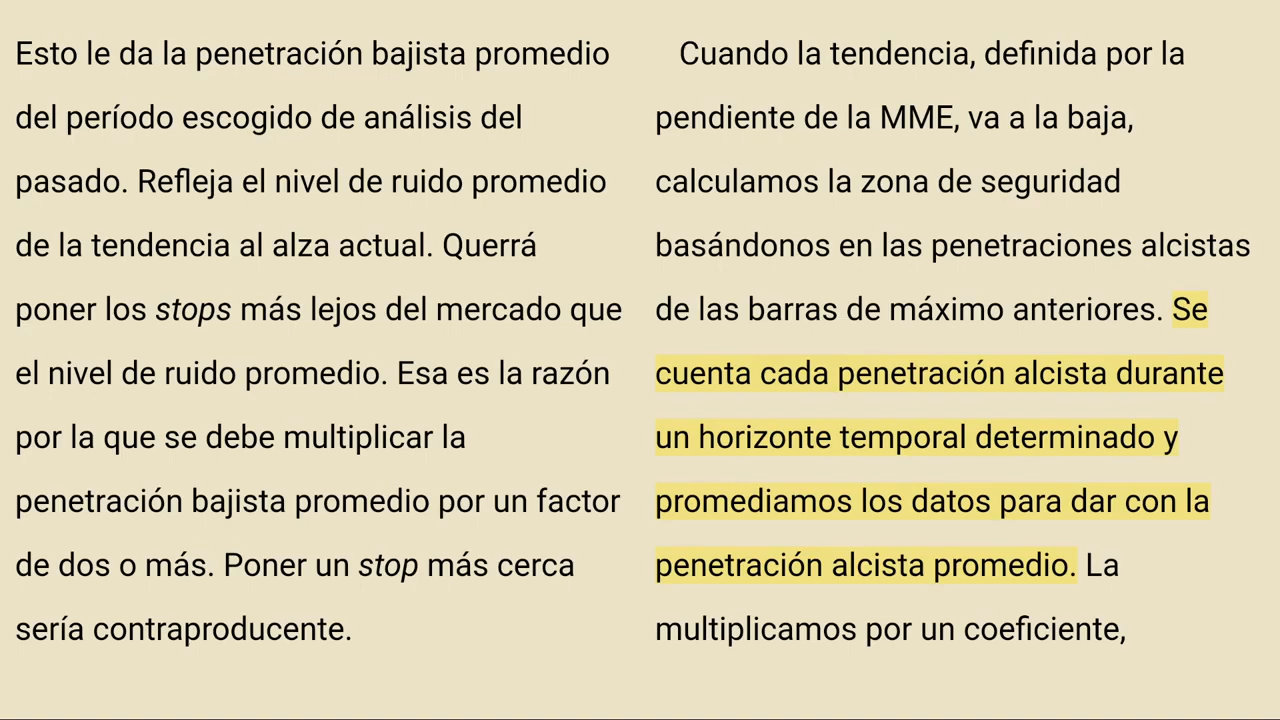 Esto le da la penetración bajista promedio
del período escogido de análisis del
pasado. Refleja el nivel de ruido promedio
de la tendencia al alza actual. Querrá
poner los stops más lejos del mercado que
el nivel de ruido promedio. Esa es la razón
por la que se debe multiplicar la
penetración bajista promedio por un factor
de dos o más. Poner un stop más cerca
sería contraproducente.
Cuando la tendencia, definida por la
pendiente de la MME, va a la baja,
calculamos la zona de seguridad
basándonos en las penetraciones alcistas
de las barras de máximo anteriores. Se
cuenta cada penetración alcista durante
un horizonte temporal determinado y
promediamos los datos para dar con la
penetración alcista promedio. La
multiplicamos por un coeficiente,